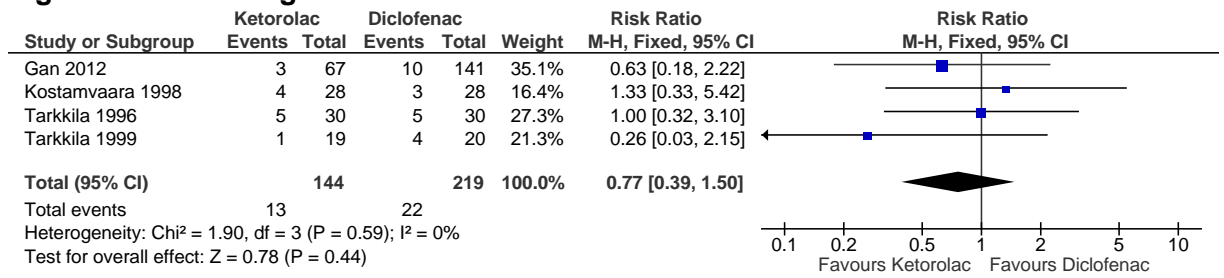 Ketorolac Diclofenac Risk Ratio Risk Ratio
Study or Subgroup Events Total Events Total Weight M-H, Fixed, 95% CI M-H, Fixed, 95% CI
Gan 2012 3 67 10 141 35.1% 0.63 [0.18, 2.22]
Kostamvaara 1998 4 28 3 28 16.4% 1.33 [0.33, 5.42]
Tarkkila 1996 5 30 5 30 27.3% 1.00 [0.32, 3.10]
Tarkkila 1999 1 19 4 20 21.3% 0.26 [0.03, 2.15]
Total (95% CI) 144 219 100.0% 0.77 [0.39, 1.50]
Total events 13 22
Heterogeneity: Chi² = 1.90, df = 3 (P = 0.59); I² = 0%
Test for overall effect: Z = 0.78 (P = 0.44)
0.1 0.2 0.5 1 2 5 10
Favours Ketorolac Favours Diclofenac